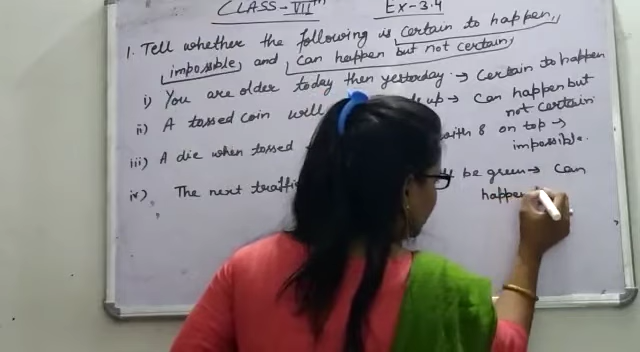 CLASS-VIIth Ex-3.4
1. Tell whether the following is certain to happen,
impossible, and can happen but not certain,
i) You are older today then yesterday → Certain to happen
ii) A tossed coin will up → can happen but
not certain.
iii) A die when tossed with 8 on top →
impossible.
iv) The next traffic be green → can
happen